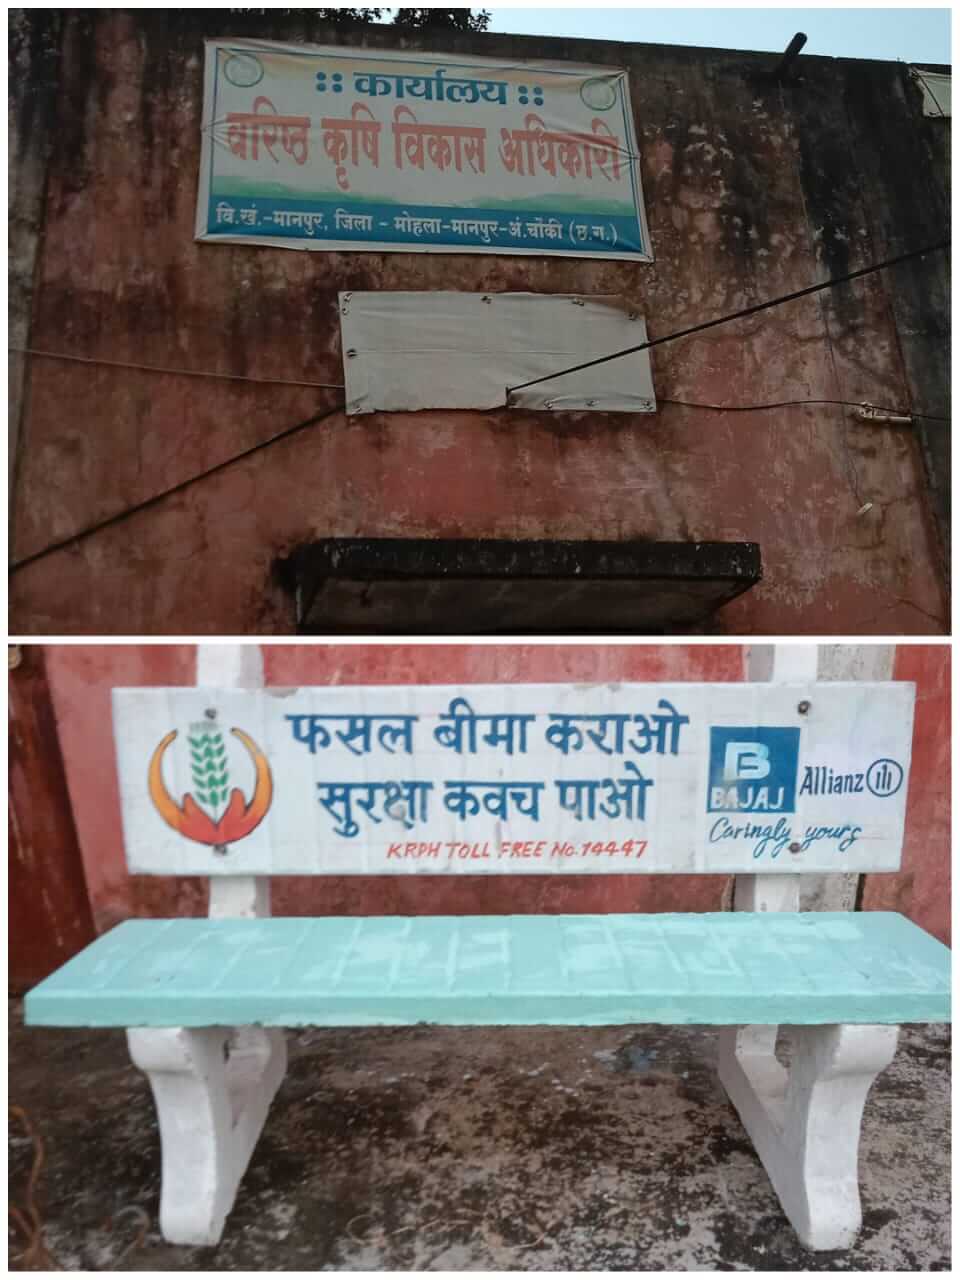 :: कार्यालय ::
वरिष्ठ कृषि विकास अधिकारी
वि.खं.-मानपुर, जिला - मोहला-मानपुर-अं.चौंकी (छ.ग.)
फसल बीमा कराओ
सुरक्षा कवच पाओ
KRPH TOLL FREE No. 14447
B
BAJAJ
Allianz
Caringly yours